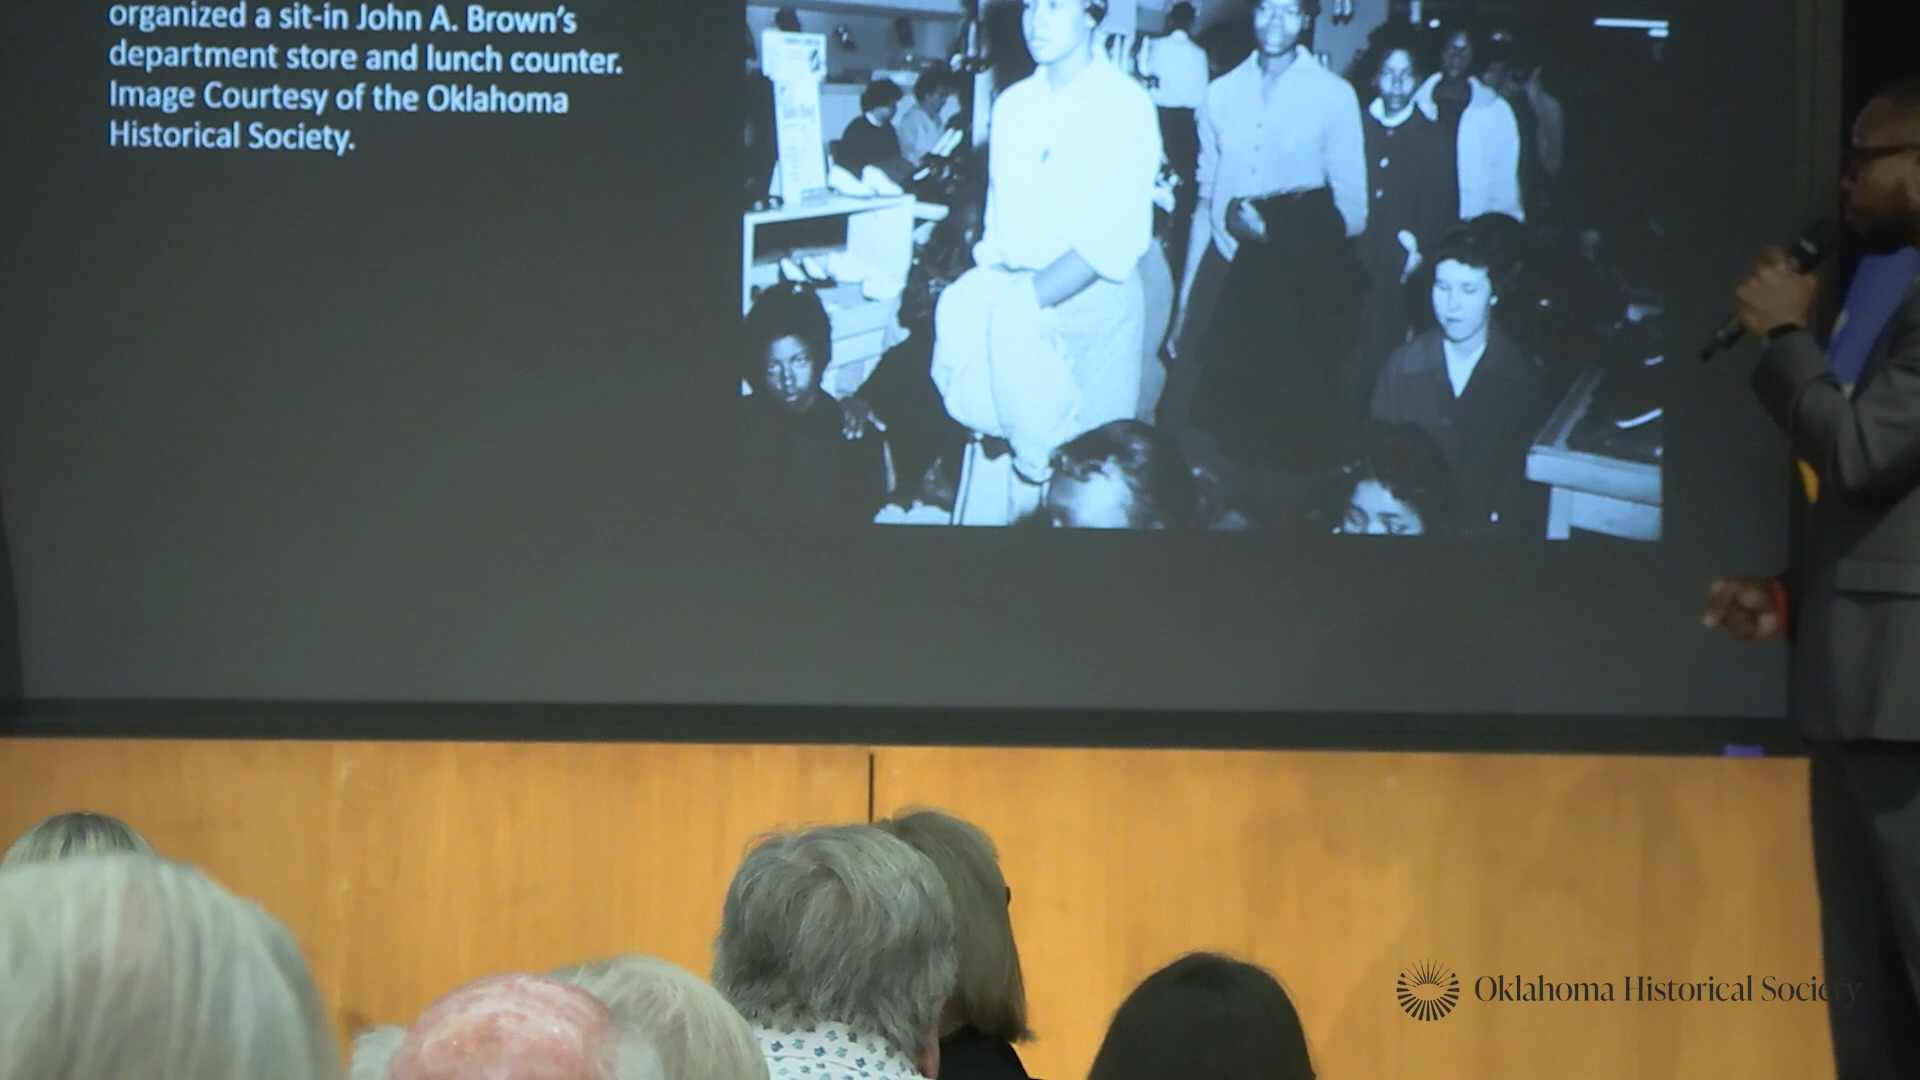 organized a sit-in John A. Brown's
department store and lunch counter.
Image Courtesy of the Oklahoma
Historical Society.
Oklahoma Historical Society